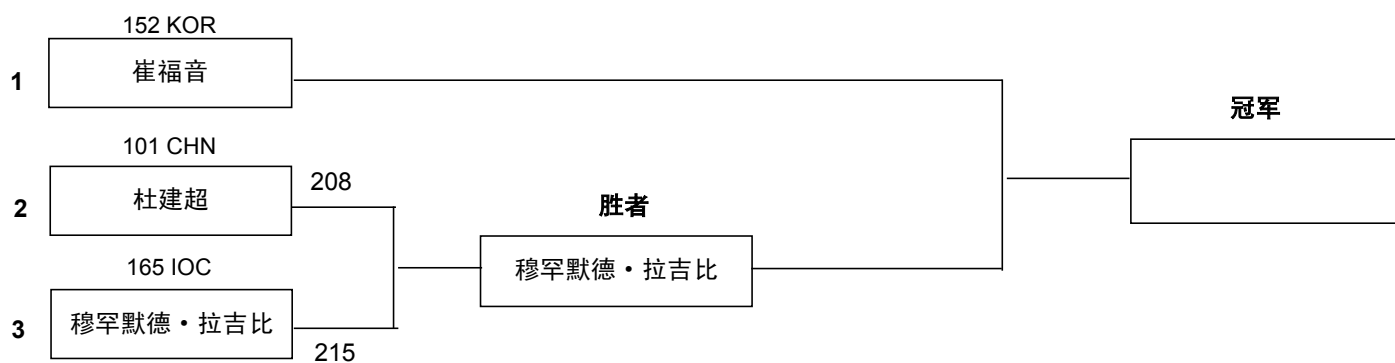 152 KOR
1
崔福音
冠军
101 CHN
2
杜建超
208
胜者
165 IOC
穆罕默德·拉吉比
3
穆罕默德·拉吉比
215